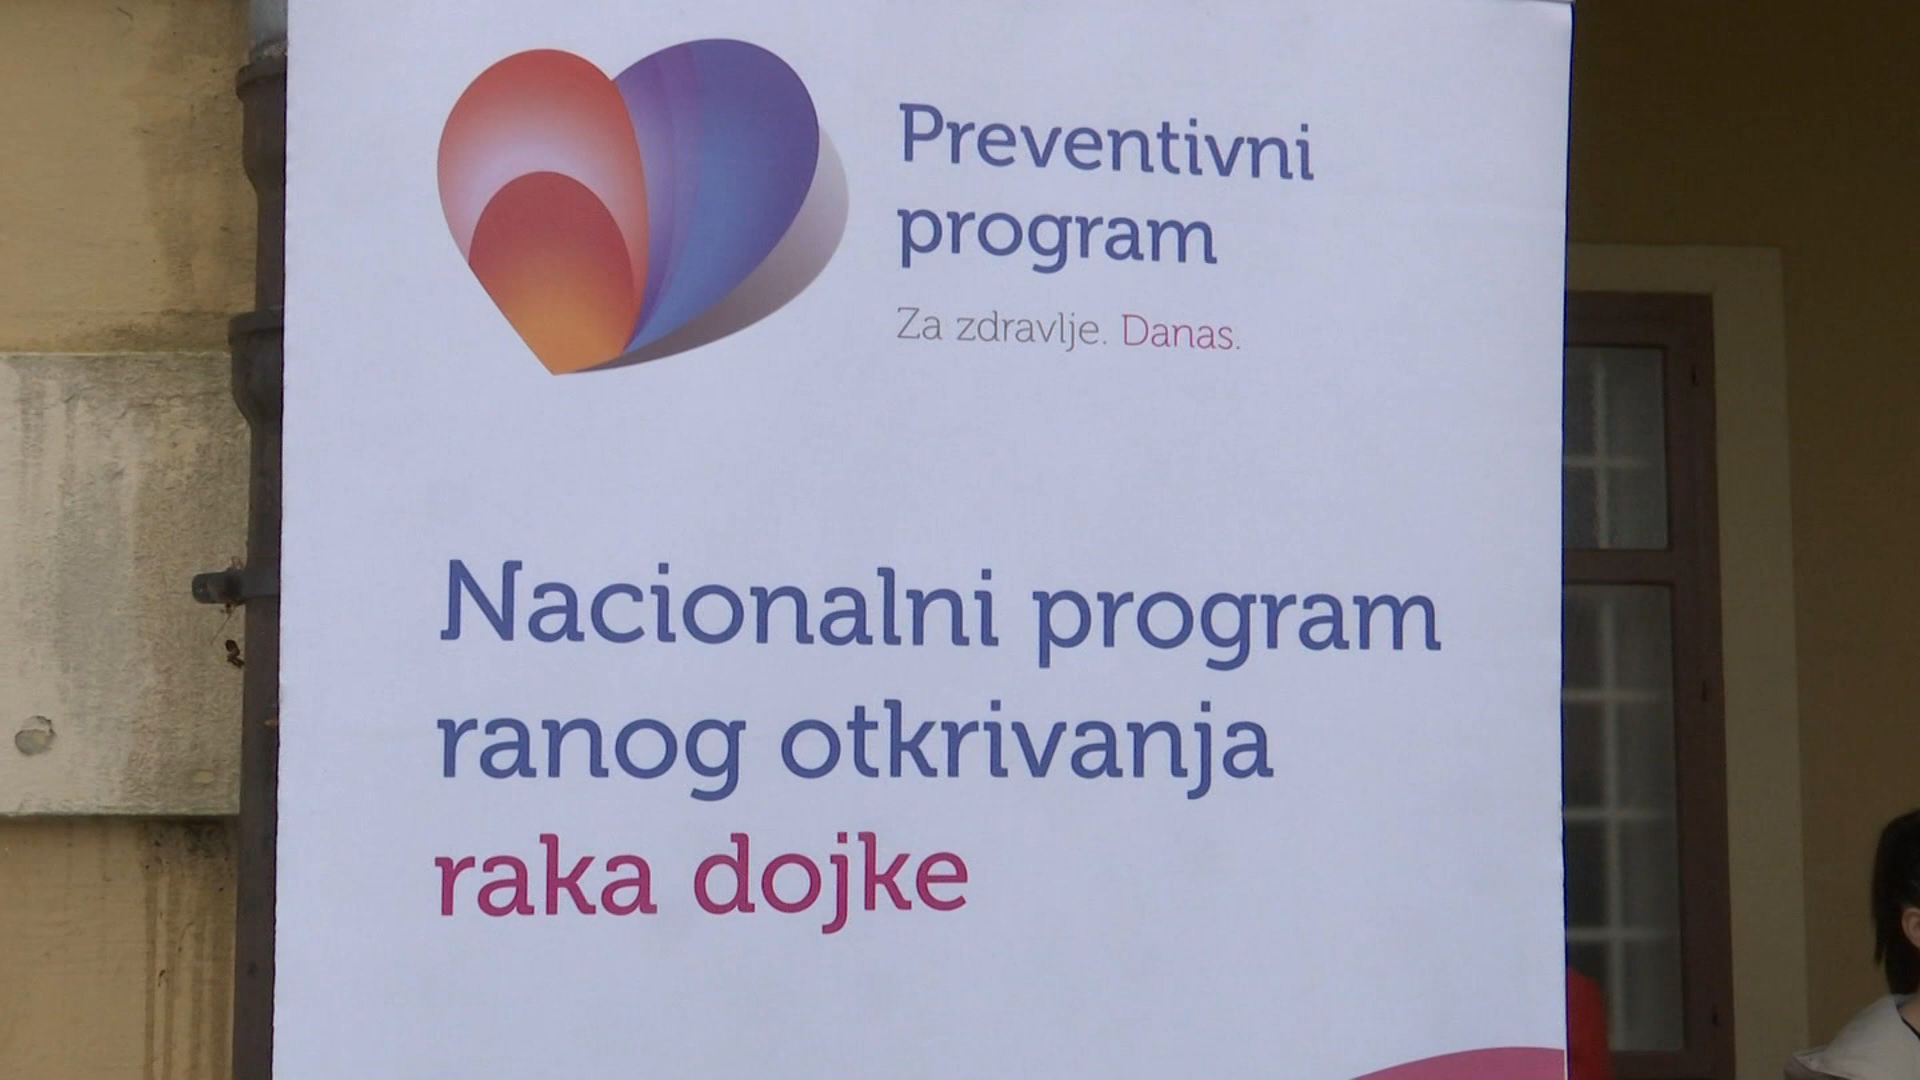 Preventivni
program
Za zdravlje. Danas.
Nacionalni program
ranog otkrivanja
raka dojke